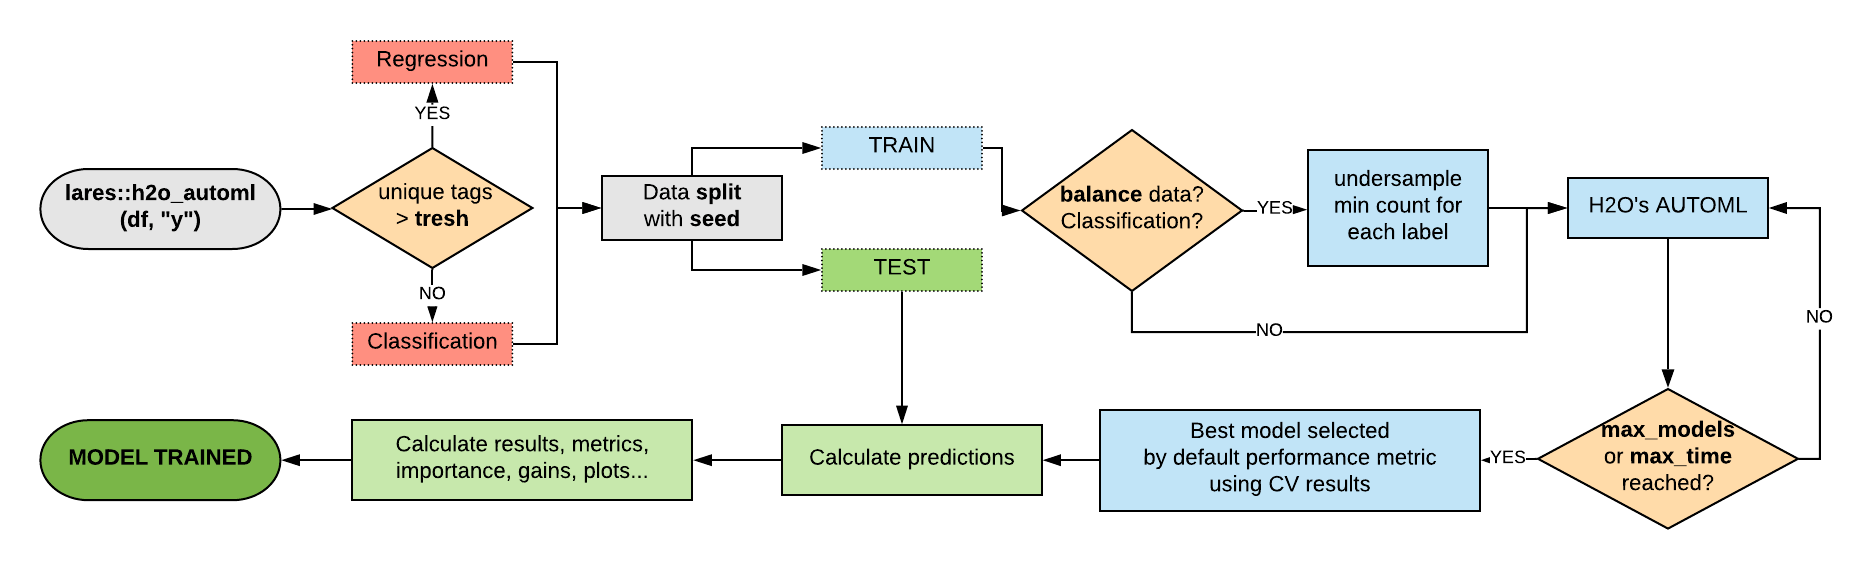 Regression
YES
lares::h2o_automl
(df, "y")
unique tags
> tresh
NO
Classification
Data split
with seed
TRAIN
TEST
balance data?
Classification?
YES
NO
undersample
min count for
each label
H2O's AUTOML
NO
max_models
or max_time
reached?
YES
Best model selected
by default performance metric
using CV results
Calculate predictions
Calculate results, metrics,
importance, gains, plots...
MODEL TRAINED